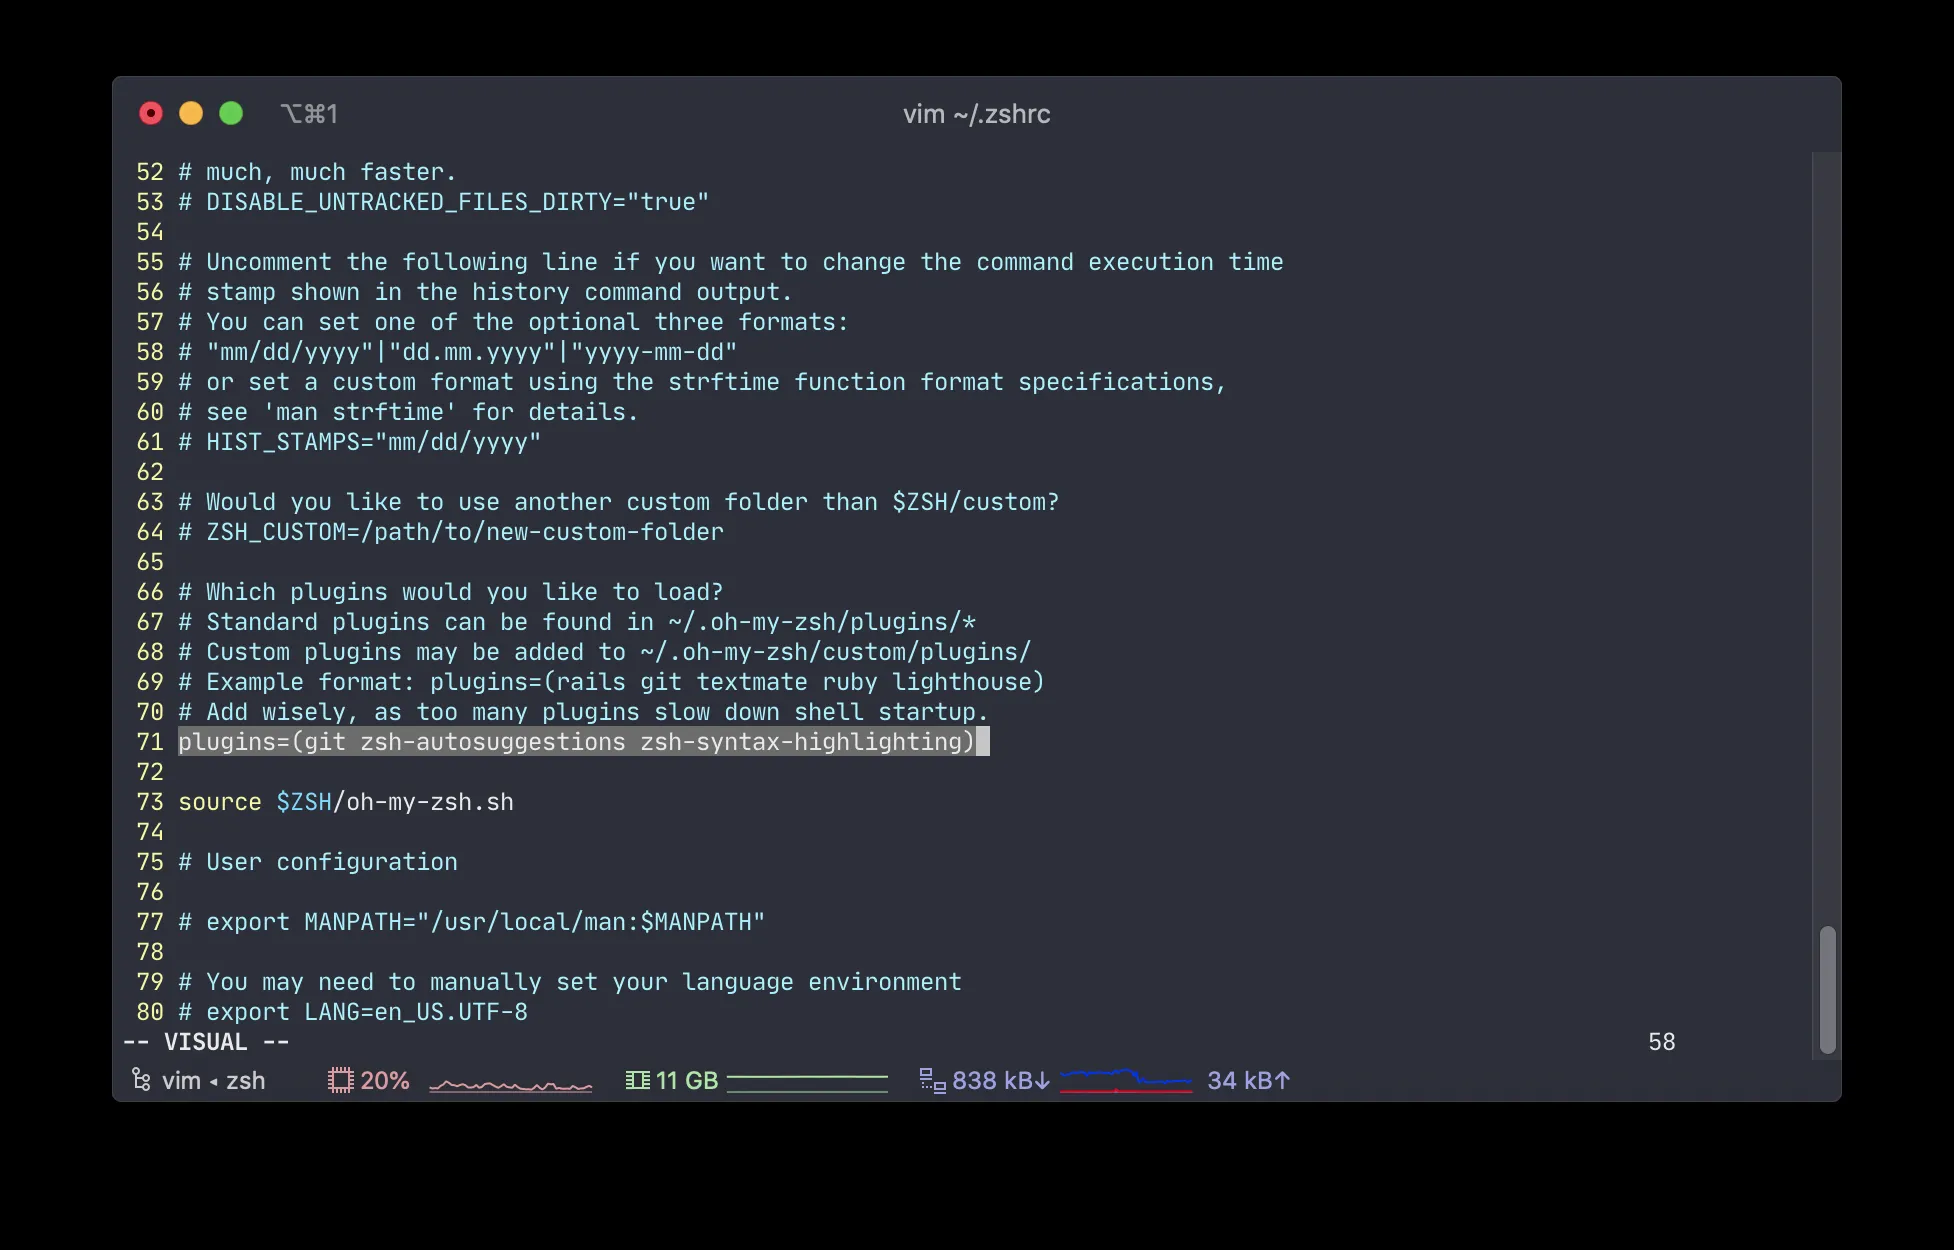 ⌥⌘1
vim ~/.zshrc
52 # much, much faster.
53 # DISABLE_UNTRACKED_FILES_DIRTY="true"
54
55 # Uncomment the following line if you want to change the command execution time
56 # stamp shown in the history command output.
57 # You can set one of the optional three formats:
58 # "mm/dd/yyyy"|"dd.mm.yyyy"|"yyyy-mm-dd"
59 # or set a custom format using the strftime function format specifications,
60 # see 'man strftime' for details.
61 # HIST_STAMPS="mm/dd/yyyy"
62
63 # Would you like to use another custom folder than $ZSH/custom?
64 # ZSH_CUSTOM=/path/to/new-custom-folder
65
66 # Which plugins would you like to load?
67 # Standard plugins can be found in ~/.oh-my-zsh/plugins/*
68 # Custom plugins may be added to ~/.oh-my-zsh/custom/plugins/
69 # Example format: plugins=(rails git textmate ruby lighthouse)
70 # Add wisely, as too many plugins slow down shell startup.
71 plugins=(git zsh-autosuggestions zsh-syntax-highlighting)
72
73 source $ZSH/oh-my-zsh.sh
74
75 # User configuration
76
77 # export MANPATH="/usr/local/man:$MANPATH"
78
79 # You may need to manually set your language environment
80 # export LANG=en_US.UTF-8
-- VISUAL -- 58
vim ◂ zsh 20% 11 GB 838 kB↓ 34 kB↑